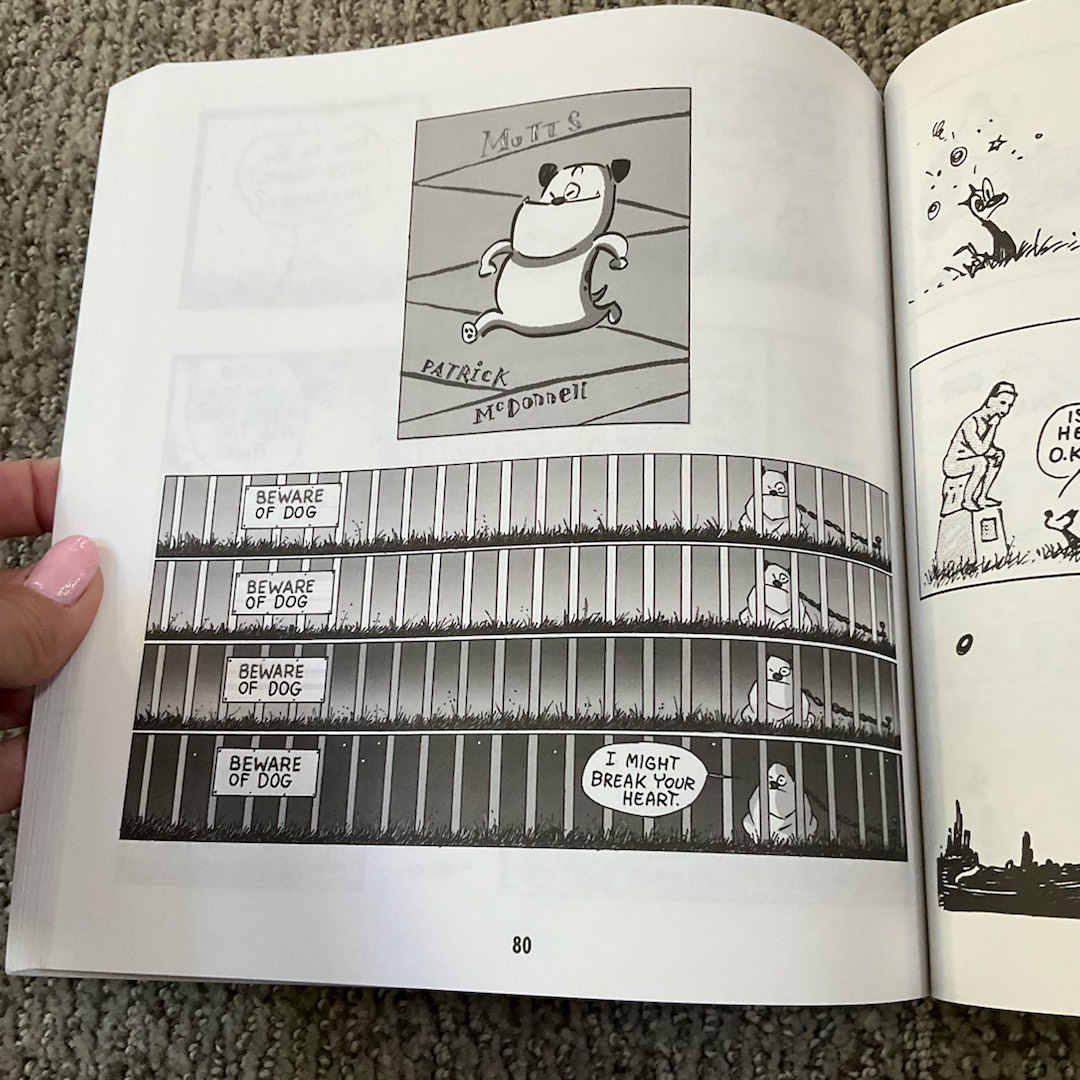 MUTTS
PATRiCK
McDonnell
BEWARE
OF DOG
BEWARE
OF DOG
BEWARE
OF DOG
BEWARE
OF DOG
I MIGHT
BREAK YOUR
HEART.
80
O.K